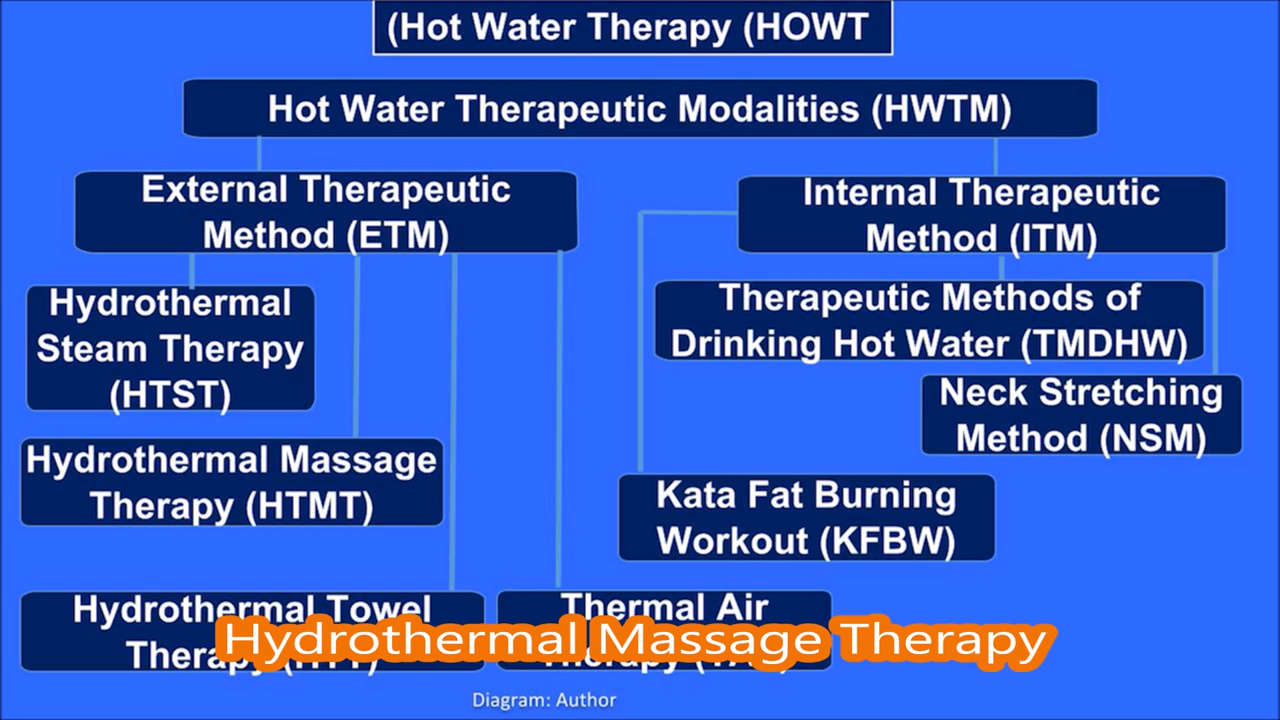 (Hot Water Therapy (HOWT
Hot Water Therapeutic Modalities (HWTM)
External Therapeutic
Method (ETM)
Internal Therapeutic
Method (ITM)
Hydrothermal
Steam Therapy
(HTST)
Therapeutic Methods of
Drinking Hot Water (TMDHW)
Neck Stretching
Method (NSM)
Hydrothermal Massage
Therapy (HTMT)
Kata Fat Burning
Workout (KFBW)
Hydrothermal Towel
Therapy
Thermal Air
Therapy
Hydrothermal Massage Therapy
Diagram: Author